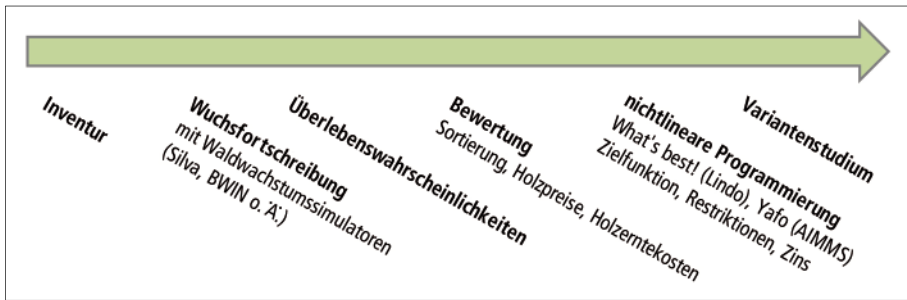 Inventur
Wuchsfortschreibung
mit Waldwachstumssimulatoren
(Silva, BWIN o. Ä.)
Überlebenswahrscheinlichkeiten
Bewertung
Sortierung, Holzpreise, Holzerntekosten
nichtlineare Programmierung
What's best! (Lindo), Yafo (AIMMS)
Zielfunktion, Restriktionen, Zins
Variantenstudium